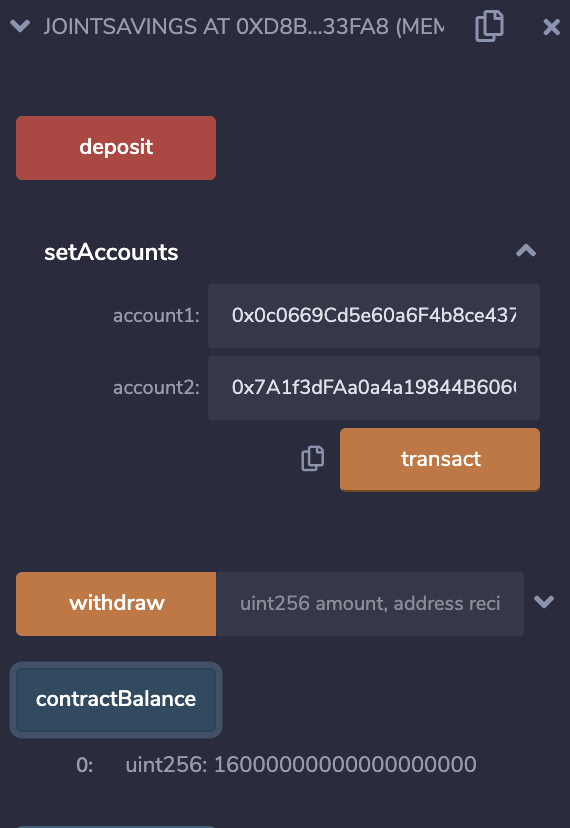 JOINTSAVINGS AT 0XD8B...33FA8 (MEM
deposit
setAccounts
account1: 0x0c0669Cd5e60a6F4b8ce437
account2: 0x7A1f3dFAa0a4a19844B606
transact
withdraw uint256 amount, address reci
contractBalance
0: uint256: 16000000000000000000